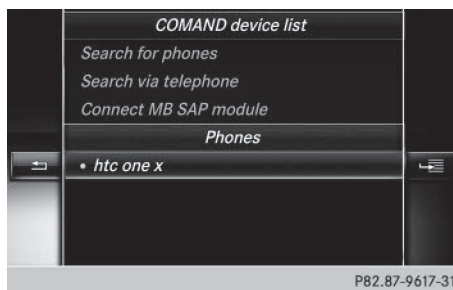 COMAND device list
Search for phones
Search via telephone
Connect MB SAP module
Phones
• htc one x
P82.87-9617-31